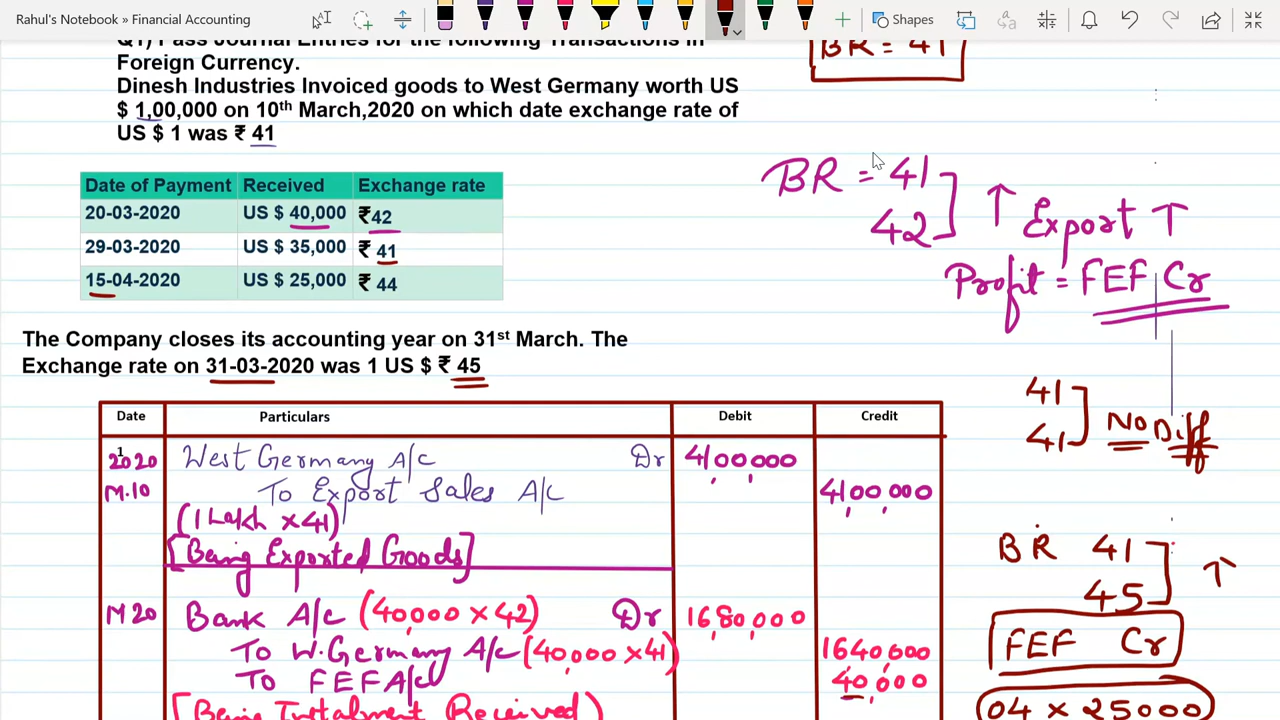 Rahul's Notebook » Financial Accounting
Shapes
Q1) Pass Journal Entries for the following Transactions in
Foreign Currency.
Dinesh Industries Invoiced goods to West Germany worth US
$ 1,00,000 on 10th March,2020 on which date exchange rate of
US $ 1 was ₹ 41
Date of Payment Received Exchange rate
20-03-2020 US $ 40,000 ₹42
29-03-2020 US $ 35,000 ₹ 41
15-04-2020 US $ 25,000 ₹ 44
The Company closes its accounting year on 31st March. The
Exchange rate on 31-03-2020 was 1 US $ ₹ 45
Date Particulars Debit Credit
1
2020 West Germany A/c Dr 4100000
M.10 To Export Sales A/c 4100000
(1 Lakh × 41)
[Being Exported Goods]
M20 Bank A/c (40,000 × 42) Dr 1680000
To W.Germany A/c (40,000 × 41) 1640000
To FEF A/c 40,000
[Being Instalment Received)
BR = 41
BR = 41
42 ↑ Export ↑
Profit = FEF Cr
41
41 No Diff
BR 41
45 ↑
FEF Cr
04 × 25000